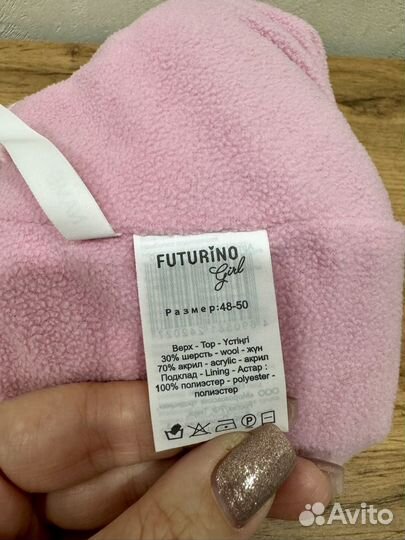 FUTURINO
Girl
Размер:48-50
Верх - Top - Үстіңгі
30% шерсть - wool - жүн
70% акрил - acrylic - акрил
Подклад - Lining - Астар :
100% полиэстер - polyester -
полиэстер
Avito